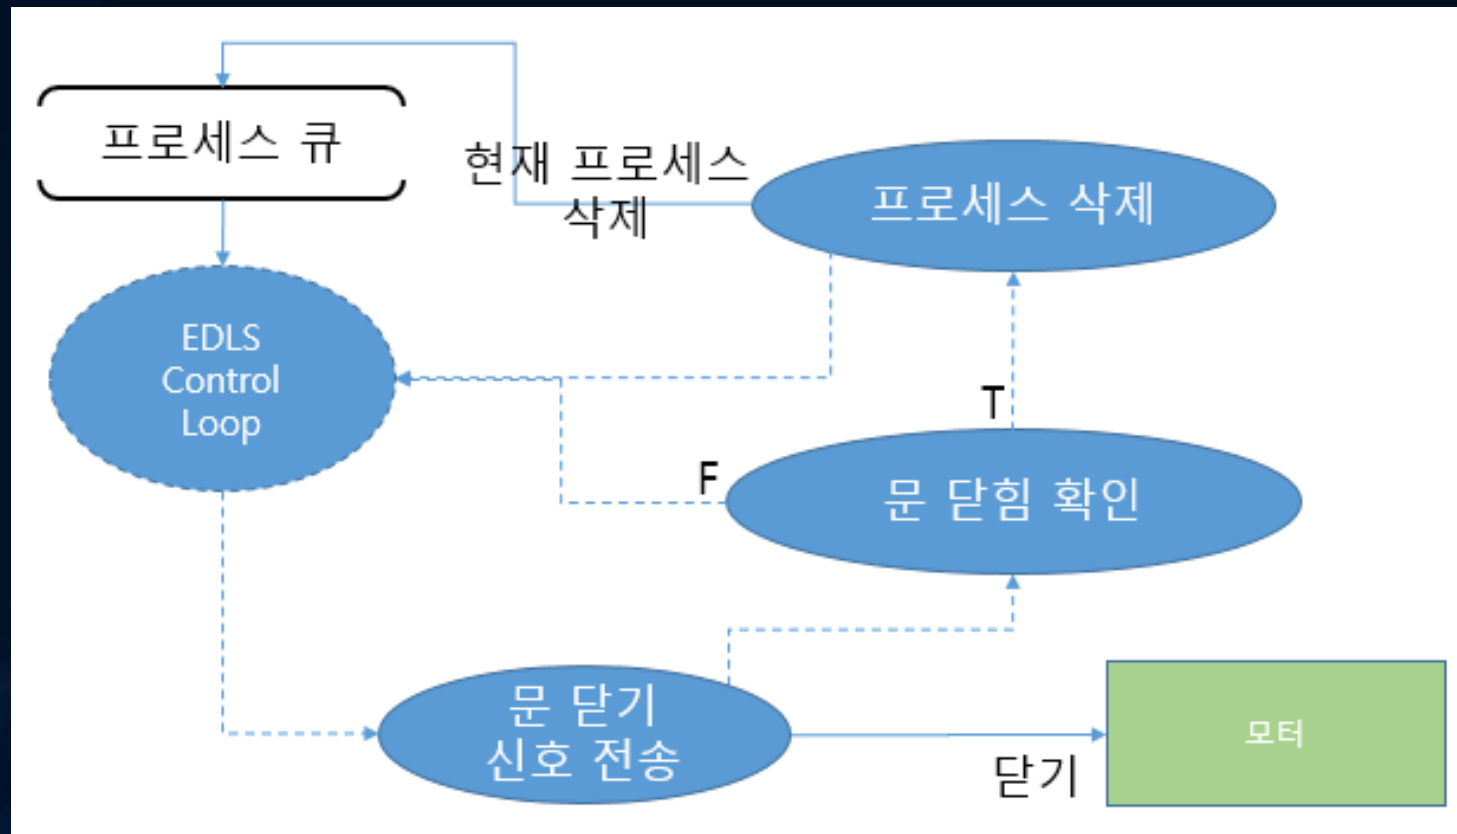 프로세스 큐
현재 프로세스
삭제
프로세스 삭제
EDLS
Control
Loop
T
F
문 닫힘 확인
문 닫기
신호 전송
모터
닫기